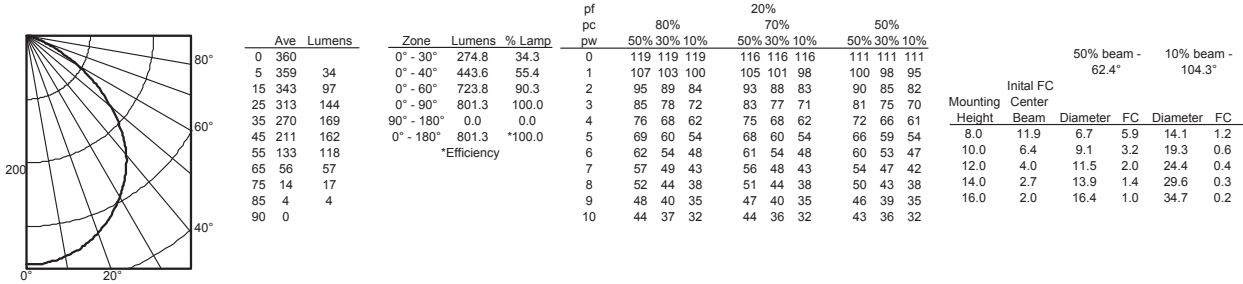 80°
60°
40°
20°
0°
200
Ave Lumens
0 360
5 359 34
15 343 97
25 313 144
35 270 169
45 211 162
55 133 118
65 56 57
75 14 17
85 4 4
90 0
Zone Lumens % Lamp
0° - 30° 274.8 34.3
0° - 40° 443.6 55.4
0° - 60° 723.8 90.3
0° - 90° 801.3 100.0
90° - 180° 0.0 0.0
0° - 180° 801.3 *100.0
*Efficiency
pf 20%
pc 80% 70% 50%
pw 50% 30% 10% 50% 30% 10% 50% 30% 10%
0 119 119 119 116 116 116 111 111 111
1 107 103 100 105 101 98 100 98 95
2 95 89 84 93 88 83 90 85 82
3 85 78 72 83 77 71 81 75 70
4 76 68 62 75 68 62 72 66 61
5 69 60 54 68 60 54 66 59 54
6 62 54 48 61 54 48 60 53 47
7 57 49 43 56 48 43 54 47 42
8 52 44 38 51 44 38 50 43 38
9 48 40 35 47 40 35 46 39 35
10 44 37 32 44 36 32 43 36 32
50% beam - 10% beam -
62.4° 104.3°
Inital FC
Mounting Center
Height Beam Diameter FC Diameter FC
8.0 11.9 6.7 5.9 14.1 1.2
10.0 6.4 9.1 3.2 19.3 0.6
12.0 4.0 11.5 2.0 24.4 0.4
14.0 2.7 13.9 1.4 29.6 0.3
16.0 2.0 16.4 1.0 34.7 0.2